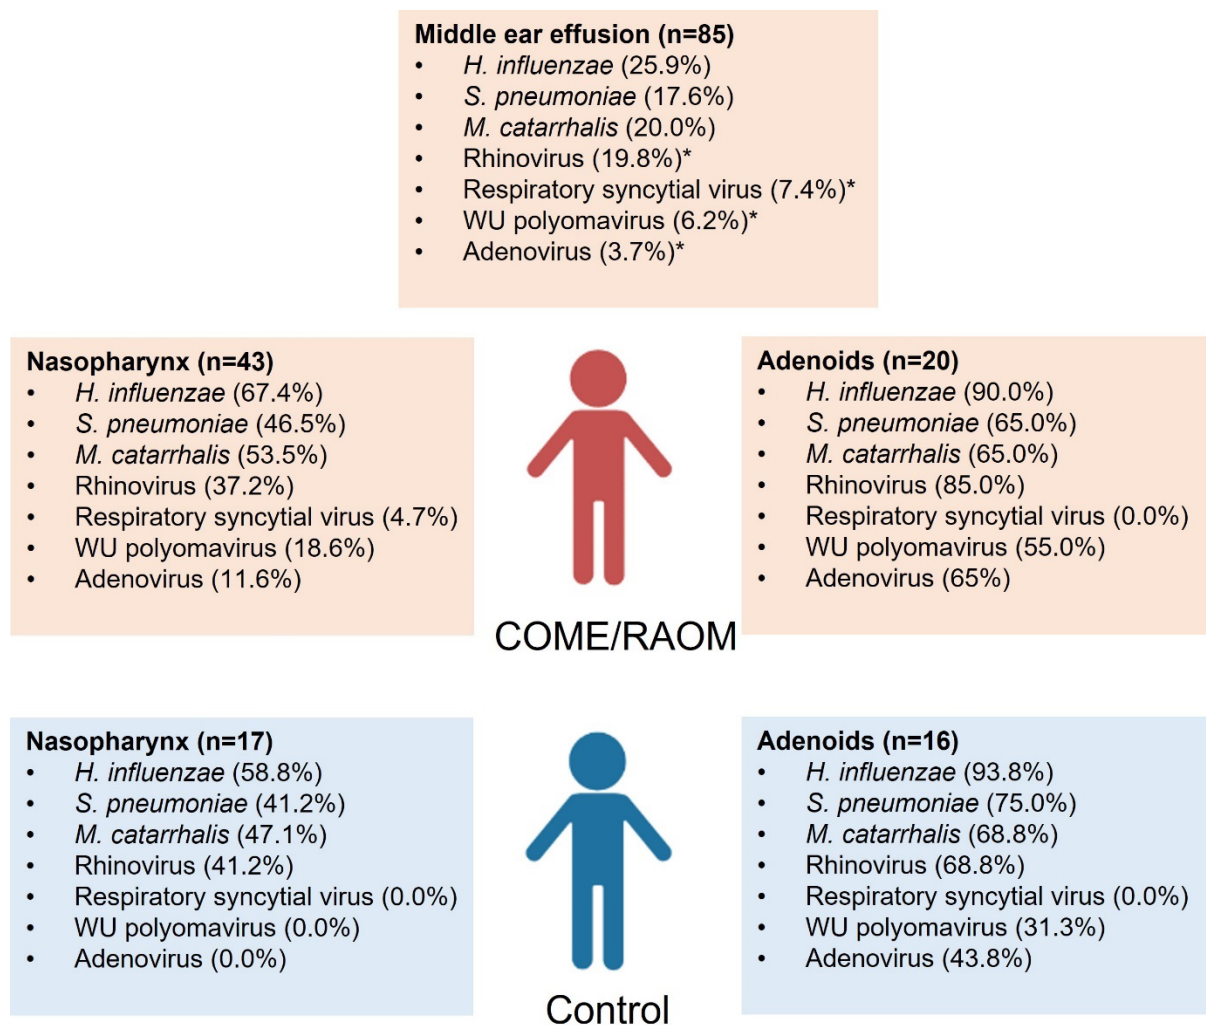 Middle ear effusion (n=85)
• H. influenzae (25.9%)
• S. pneumoniae (17.6%)
• M. catarrhalis (20.0%)
• Rhinovirus (19.8%)*
• Respiratory syncytial virus (7.4%)*
• WU polyomavirus (6.2%)*
• Adenovirus (3.7%)*
Nasopharynx (n=43)
• H. influenzae (67.4%)
• S. pneumoniae (46.5%)
• M. catarrhalis (53.5%)
• Rhinovirus (37.2%)
• Respiratory syncytial virus (4.7%)
• WU polyomavirus (18.6%)
• Adenovirus (11.6%)
COME/RAOM
Adenoids (n=20)
• H. influenzae (90.0%)
• S. pneumoniae (65.0%)
• M. catarrhalis (65.0%)
• Rhinovirus (85.0%)
• Respiratory syncytial virus (0.0%)
• WU polyomavirus (55.0%)
• Adenovirus (65%)
Nasopharynx (n=17)
• H. influenzae (58.8%)
• S. pneumoniae (41.2%)
• M. catarrhalis (47.1%)
• Rhinovirus (41.2%)
• Respiratory syncytial virus (0.0%)
• WU polyomavirus (0.0%)
• Adenovirus (0.0%)
Control
Adenoids (n=16)
• H. influenzae (93.8%)
• S. pneumoniae (75.0%)
• M. catarrhalis (68.8%)
• Rhinovirus (68.8%)
• Respiratory syncytial virus (0.0%)
• WU polyomavirus (31.3%)
• Adenovirus (43.8%)